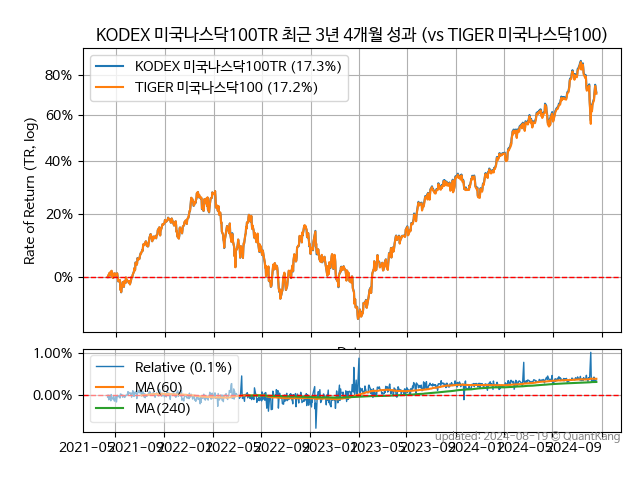 KODEX 미국나스닥100TR 최근 3년 4개월 성과 (vs TIGER 미국나스닥100)
Rate of Return (TR, log)
80%
60%
40%
20%
0%
KODEX 미국나스닥100TR (17.3%)
TIGER 미국나스닥100 (17.2%)
1.00%
0.00%
Relative (0.1%)
MA(60)
MA(240)
2021-05 2021-09 2022-01 2022-05 2022-09 2023-01 2023-05 2023-09 2024-01 2024-05 2024-09
updated: 2024-08-19 © QuantKang